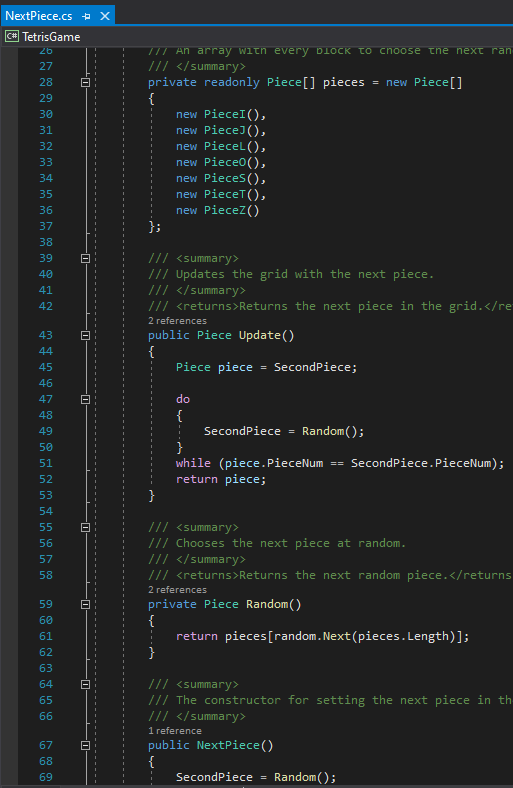 NextPiece.cs
C# TetrisGame
26 /// An array with every block to choose the next ran
27 /// </summary>
28 private readonly Piece[] pieces = new Piece[]
29 {
30 new PieceI(),
31 new PieceJ(),
32 new PieceL(),
33 new PieceO(),
34 new PieceS(),
35 new PieceT(),
36 new PieceZ()
37 };
38
39 /// <summary>
40 /// Updates the grid with the next piece.
41 /// </summary>
42 /// <returns>Returns the next piece in the grid.</re
2 references
43 public Piece Update()
44 {
45 Piece piece = SecondPiece;
46
47 do
48 {
49 SecondPiece = Random();
50 }
51 while (piece.PieceNum == SecondPiece.PieceNum);
52 return piece;
53 }
54
55 /// <summary>
56 /// Chooses the next piece at random.
57 /// </summary>
58 /// <returns>Returns the next random piece.</returns
2 references
59 private Piece Random()
60 {
61 return pieces[random.Next(pieces.Length)];
62 }
63
64 /// <summary>
65 /// The constructor for setting the next piece in th
66 /// </summary>
1 reference
67 public NextPiece()
68 {
69 SecondPiece = Random();